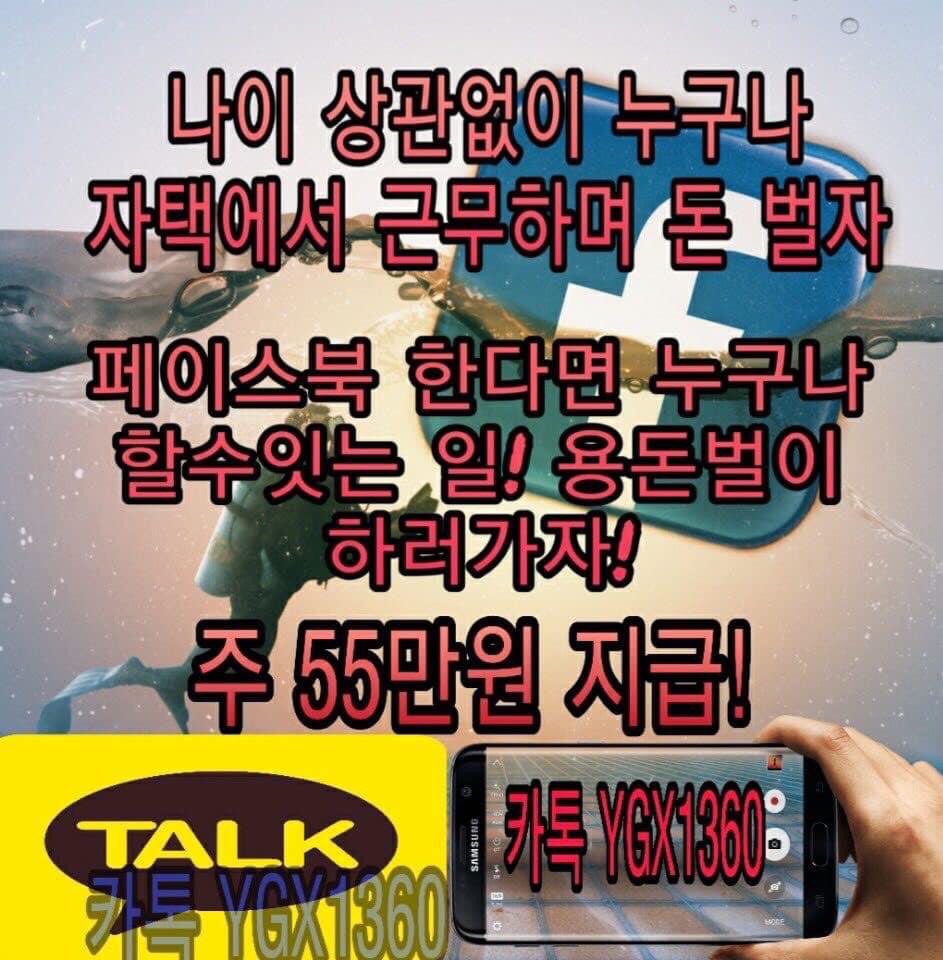 나이 상관없이 누구나
자택에서 근무하며 돈 벌자
페이스북 한다면 누구나
할수잇는 일! 용돈벌이
하러가자!
주 55만원 지급!
TALK
카톡 YGX1360
SAMSUNG
카톡 YGX1360
MODE